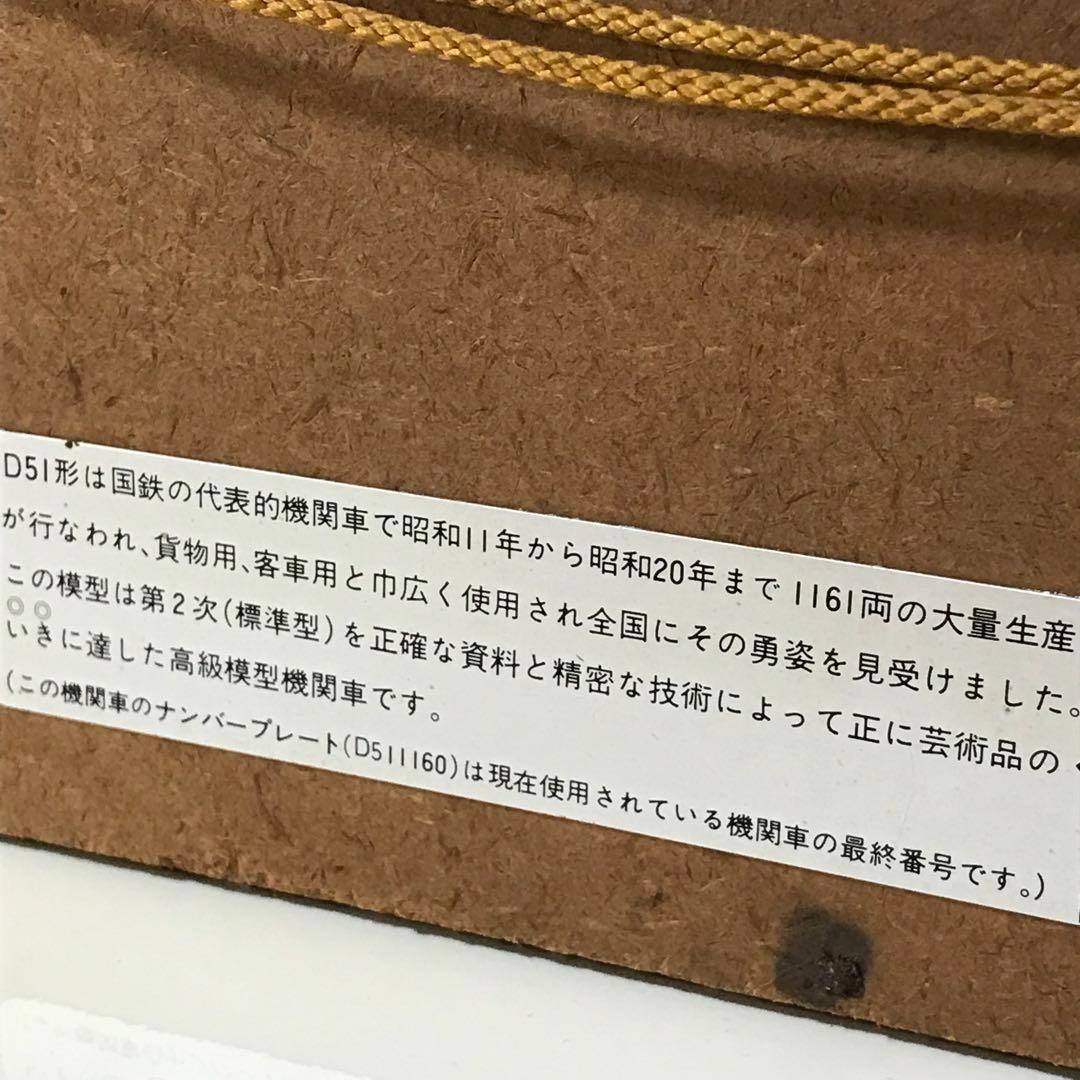 D51形は国鉄の代表的機関車で昭和11年から昭和20年まで1161両の大量生産
が行なわれ、貨物用、客車用と巾広く使用され全国にその勇姿を見受けました。
この模型は第2次(標準型)を正確な資料と精密な技術によって正に芸術品の
いきに達した高級模型機関車です。
(この機関車のナンバープレート(D511160)は現在使用されている機関車の最終番号です。)